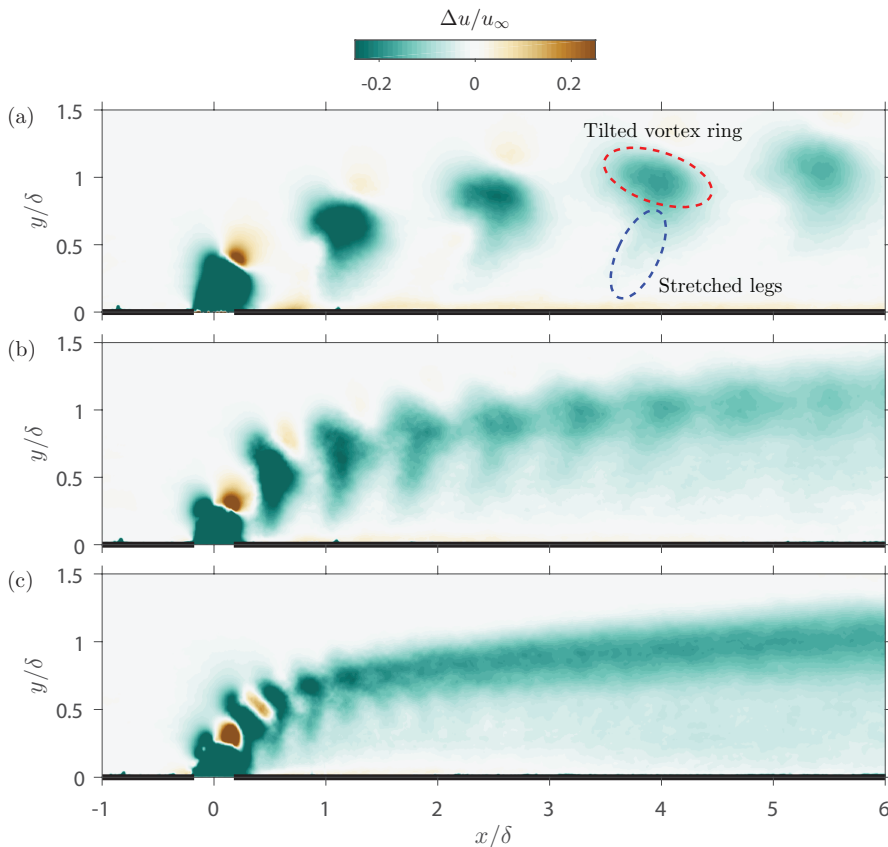 Δu/u∞
-0.2 0 0.2
(a)
1.5
1
0.5
0
y/δ
Tilted vortex ring
Stretched legs
(b)
1.5
1
0.5
0
y/δ
(c)
1.5
1
0.5
0
y/δ
-1 0 1 2 3 4 5 6
x/δ